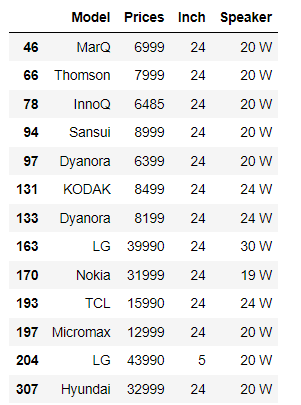 Model Prices Inch Speaker
46 MarQ 6999 24 20 W
66 Thomson 7999 24 20 W
78 InnoQ 6485 24 20 W
94 Sansui 8999 24 20 W
97 Dyanora 6399 24 20 W
131 KODAK 8499 24 24 W
133 Dyanora 8199 24 24 W
163 LG 39990 24 30 W
170 Nokia 31999 24 19 W
193 TCL 15990 24 24 W
197 Micromax 12999 24 20 W
204 LG 43990 5 20 W
307 Hyundai 32999 24 20 W